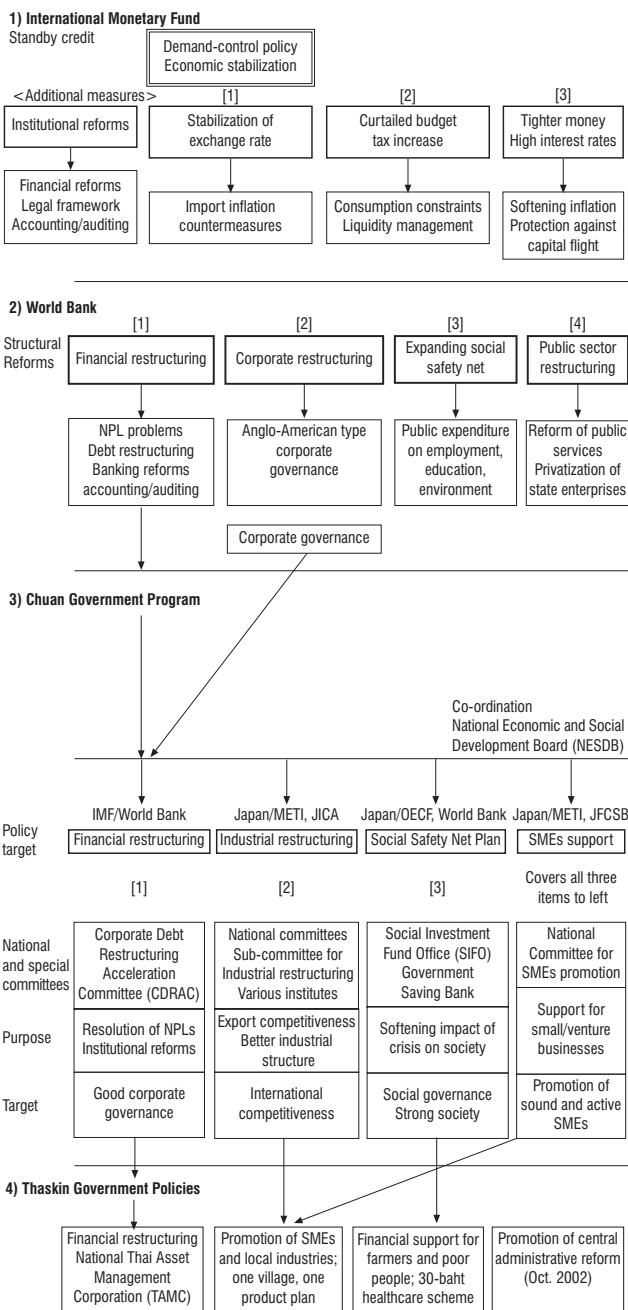 1) International Monetary Fund
Standby credit
Demand-control policy
Economic stabilization
<Additional measures>
[1]
[2]
[3]
Institutional reforms
Stabilization of
exchange rate
Curtailed budget
tax increase
Tighter money
High interest rates
Financial reforms
Legal framework
Accounting/auditing
Import inflation
countermeasures
Consumption constraints
Liquidity management
Softening inflation
Protection against
capital flight
2) World Bank
[1]
[2]
[3]
[4]
Structural
Reforms
Financial restructuring
Corporate restructuring
Expanding social
safety net
Public sector
restructuring
NPL problems
Debt restructuring
Banking reforms
accounting/auditing
Anglo-American type
corporate
governance
Public expenditure
on employment,
education,
environment
Reform of public
services
Privatization of
state enterprises
Corporate governance
3) Chuan Government Program
Co-ordination
National Economic and Social
Development Board (NESDB)
IMF/World Bank
Japan/METI, JICA
Japan/OECF, World Bank
Japan/METI, JFCSB
Policy
target
Financial restructuring
Industrial restructuring
Social Safety Net Plan
SMEs support
[1]
[2]
[3]
Covers all three
items to left
National
and special
committees
Corporate Debt
Restructuring
Acceleration
Committee (CDRAC)
National committees
Sub-committee for
Industrial restructuring
Various institutes
Social Investment
Fund Office (SIFO)
Government
Saving Bank
National
Committee for
SMEs promotion
Purpose
Resolution of NPLs
Institutional reforms
Export competitiveness
Better industrial
structure
Softening impact of
crisis on society
Support for
small/venture
businesses
Target
Good corporate
governance
International
competitiveness
Social governance
Strong society
Promotion of
sound and active
SMEs
4) Thaskin Government Policies
Financial restructuring
National Thai Asset
Management
Corporation (TAMC)
Promotion of SMEs
and local industries;
one village, one
product plan
Financial support for
farmers and poor
people; 30-baht
healthcare scheme
Promotion of central
administrative reform
(Oct. 2002)